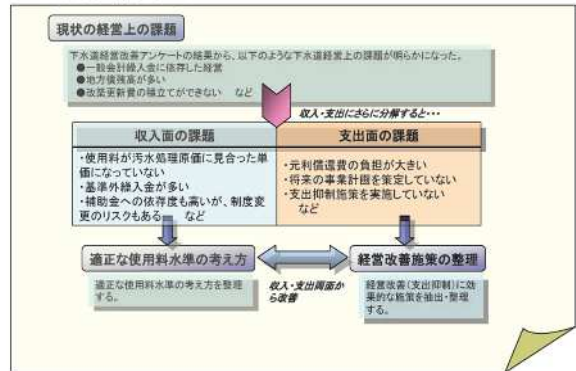 現状の経営上の課題
下水道経営改善アンケートの結果から、以下のような下水道経営上の課題が明らかになった。
●一般会計繰入金に依存した経営
●地方債残高が多い
●改築更新費の積立てができない など
収入・支出にさらに分解すると・・・
収入面の課題
・使用料が汚水処理原価に見合った単
価になっていない
・基準外繰入金が多い
・補助金への依存度も高いが、制度変
更のリスクもある など
支出面の課題
・元利償還費の負担が大きい
・将来の事業計画を策定していない
・支出抑制施策を実施していない
など
適正な使用料水準の考え方
適正な使用料水準の考え方を整理
する。
収入・支出両面か
ら改善
経営改善施策の整理
経営改善(支出抑制)に効
果的な施策を抽出・整理
する。